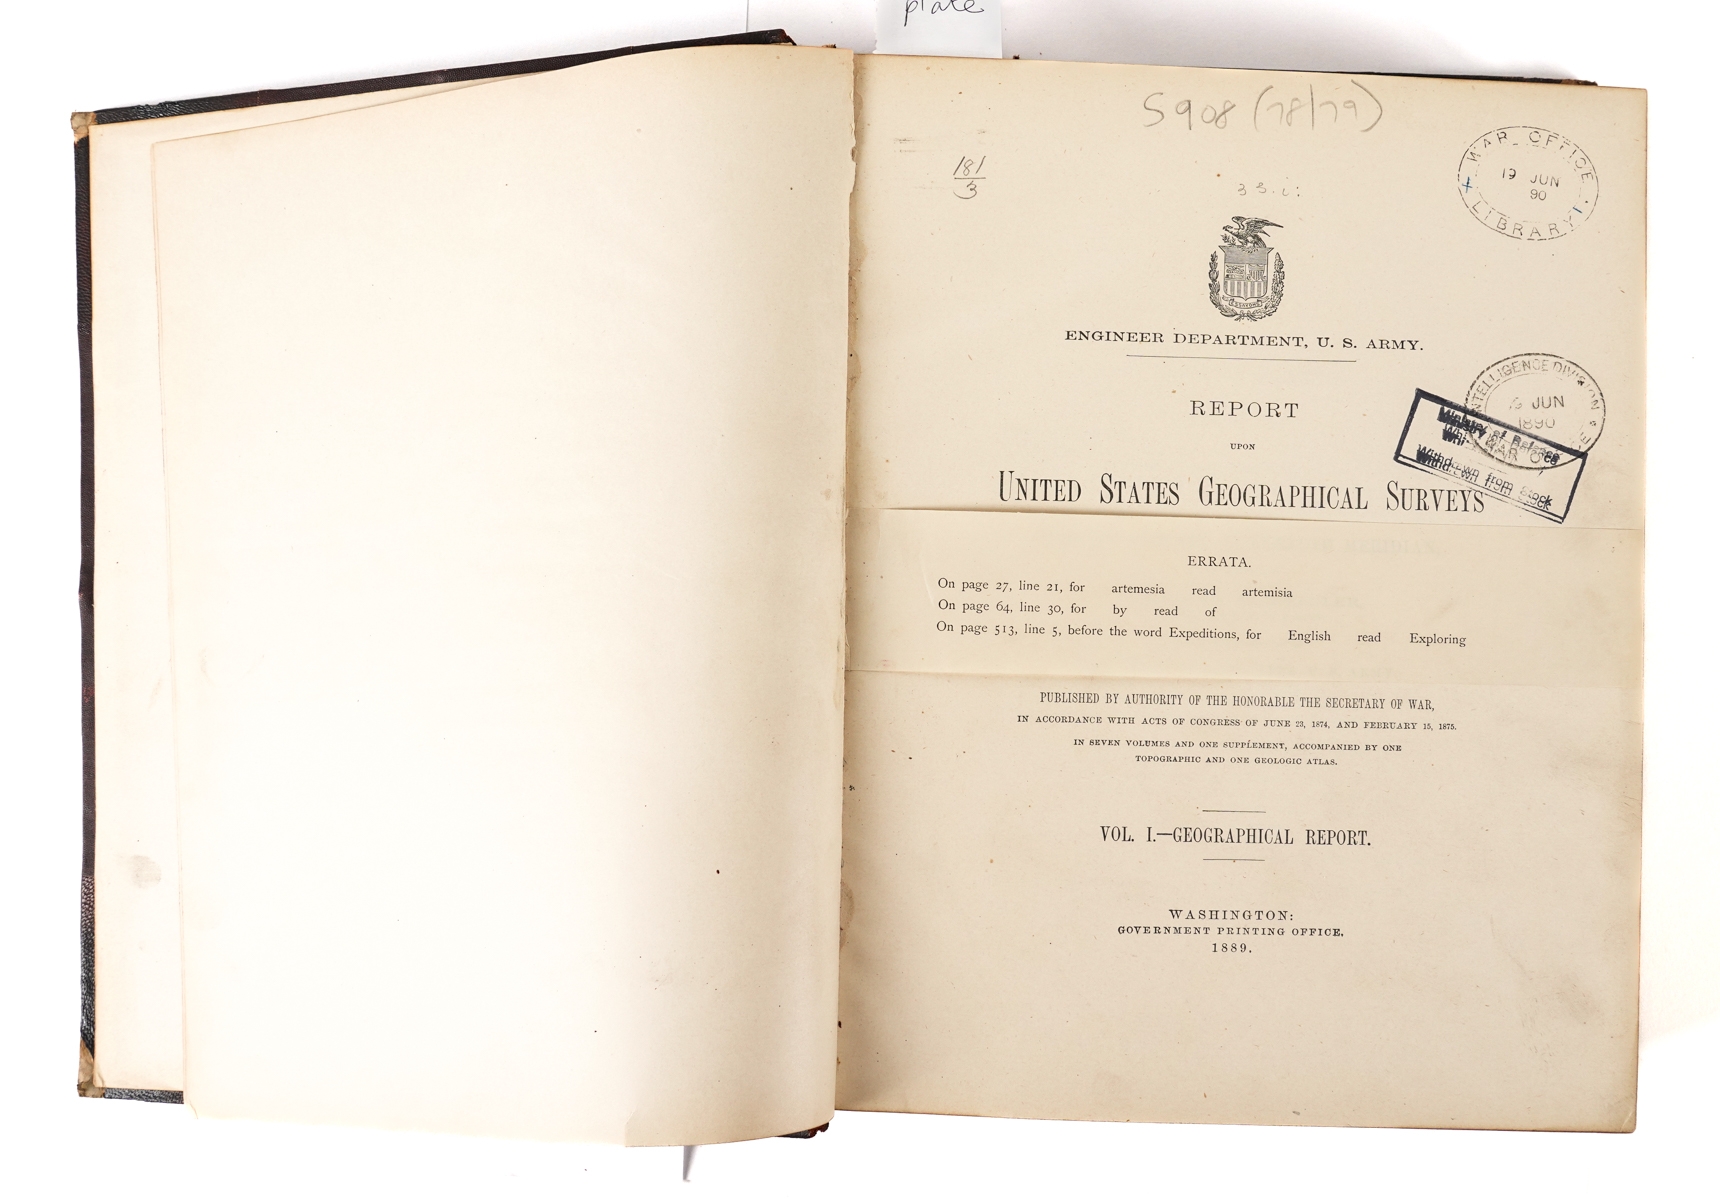 plate
S908 (78/79)
WAR OFFICE
19 JUN
90
LIBRARY
181
3
ENGINEER DEPARTMENT, U. S. ARMY.
REPORT
UPON
UNITED STATES GEOGRAPHICAL SURVEYS
INTELLIGENCE DIVISION
JUN
1890
WAR
Ministry of Defence
Withdrawn from Stock
ERRATA.
On page 27, line 21, for artemesia read artemisia
On page 64, line 30, for by read of
On page 513, line 5, before the word Expeditions, for English read Exploring
PUBLISHED BY AUTHORITY OF THE HONORABLE THE SECRETARY OF WAR,
IN ACCORDANCE WITH ACTS OF CONGRESS OF JUNE 23, 1874, AND FEBRUARY 15, 1875.
IN SEVEN VOLUMES AND ONE SUPPLEMENT, ACCOMPANIED BY ONE
TOPOGRAPHIC AND ONE GEOLOGIC ATLAS.
VOL. I.—GEOGRAPHICAL REPORT.
WASHINGTON:
GOVERNMENT PRINTING OFFICE.
1889.